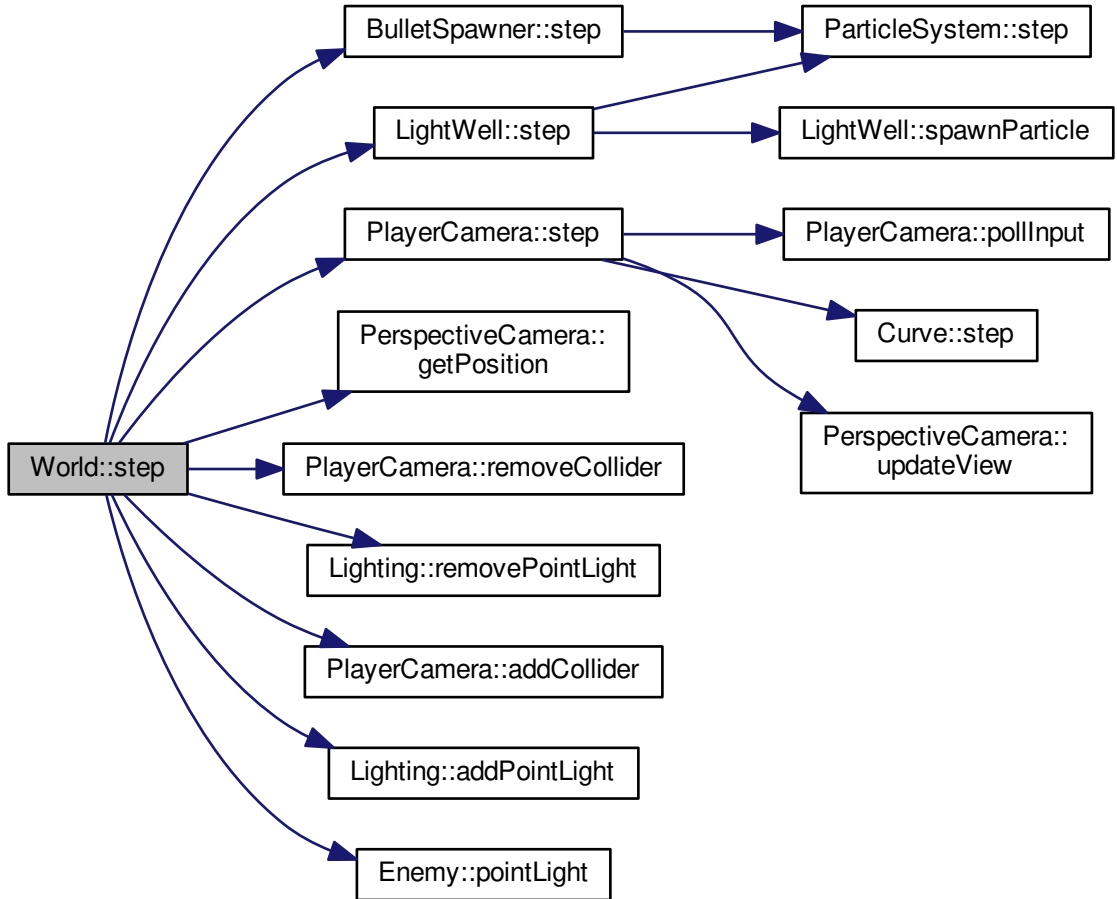 BulletSpawner::step
ParticleSystem::step
LightWell::step
LightWell::spawnParticle
PlayerCamera::step
PlayerCamera::pollInput
Curve::step
PerspectiveCamera::
getPosition
PerspectiveCamera::
updateView
World::step
PlayerCamera::removeCollider
Lighting::removePointLight
PlayerCamera::addCollider
Lighting::addPointLight
Enemy::pointLight